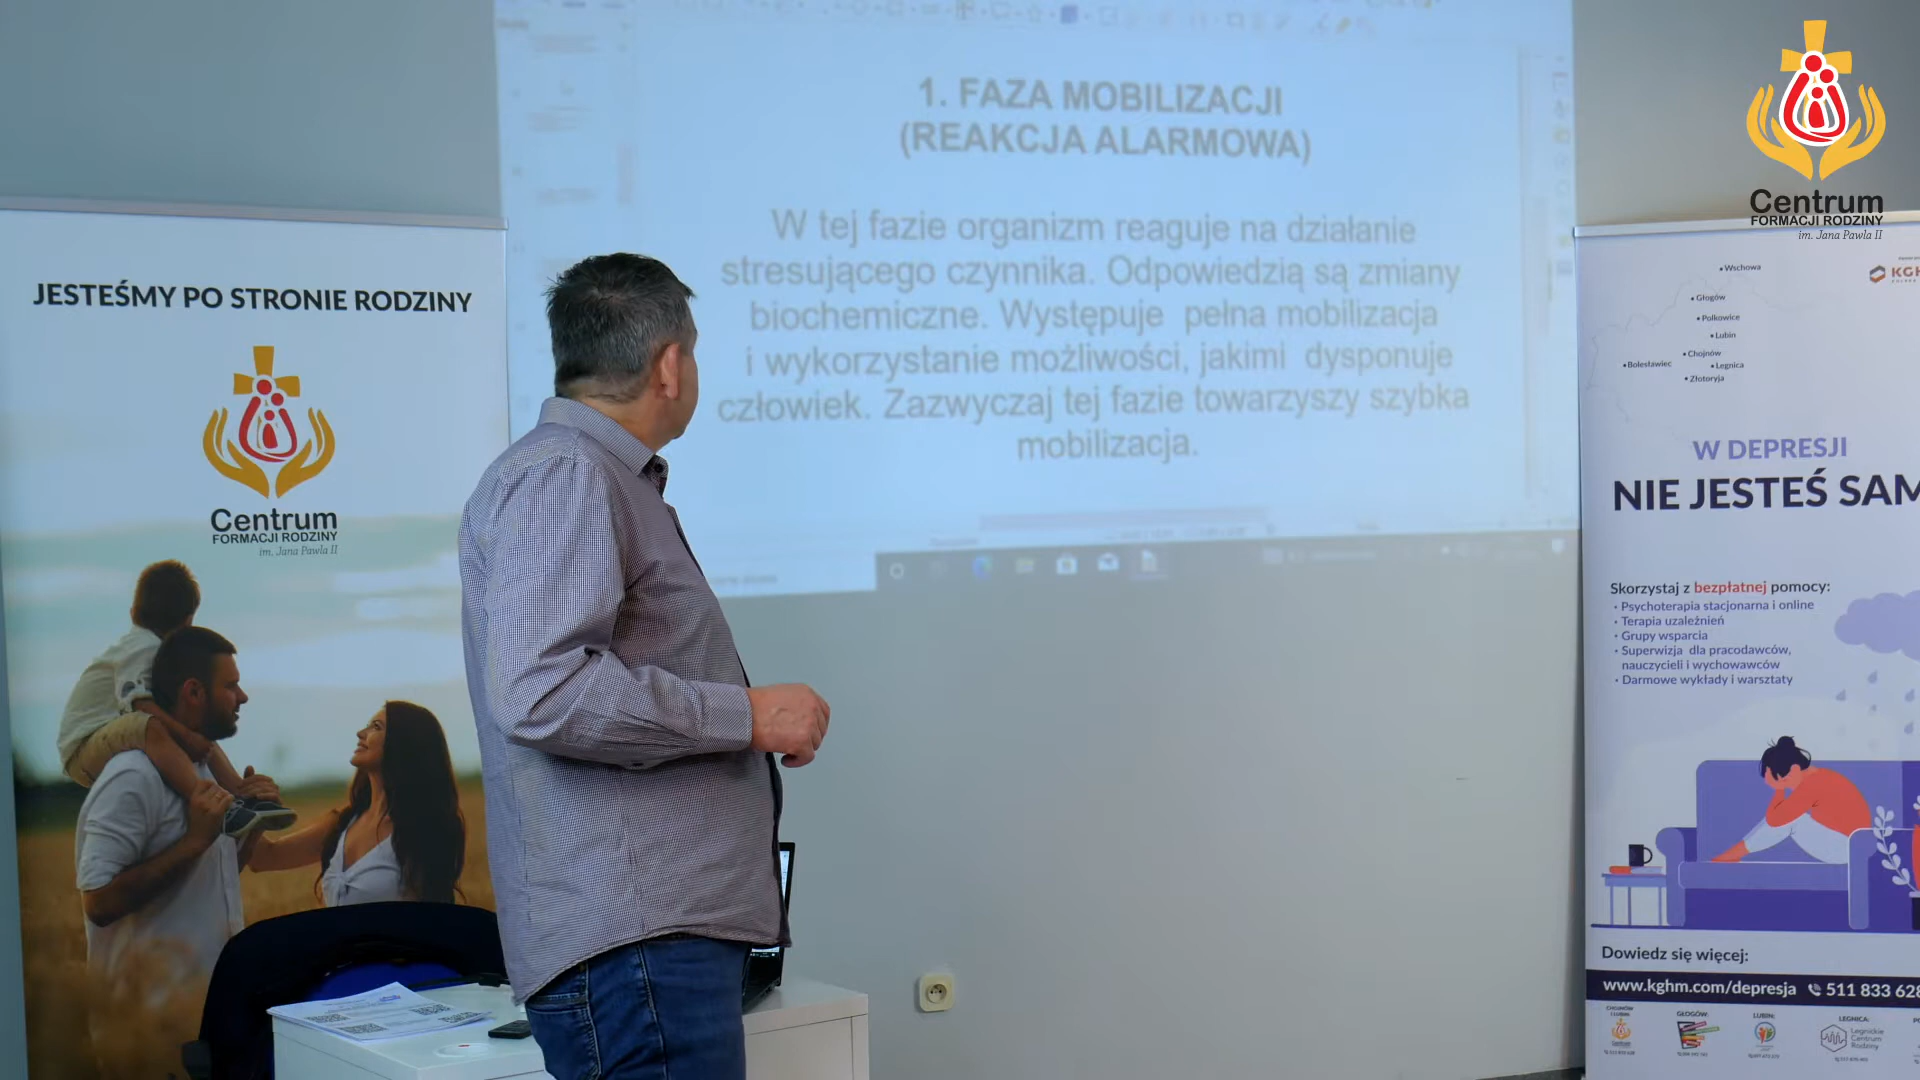 JESTEŚMY PO STRONIE RODZINY
Centrum
FORMACJI RODZINY
im. Jana Pawła II
1. FAZA MOBILIZACJI
(REAKCJA ALARMOWA)
W tej fazie organizm reaguje na działanie
stresującego czynnika. Odpowiedzią są zmiany
biochemiczne. Występuje pełna mobilizacja
i wykorzystanie możliwości, jakimi dysponuje
człowiek. Zazwyczaj tej fazie towarzyszy szybka
mobilizacja.
Centrum
FORMACJI RODZINY
im. Jana Pawła II
Wschowa
Głogów
Polkowice
Lubin
Chojnów
Bolesławiec
Legnica
Złotoryja
W DEPRESJI
NIE JESTEŚ SAM
Skorzystaj z bezpłatnej pomocy:
· Psychoterapia stacjonarna i online
· Terapia uzależnień
· Grupy wsparcia
· Superwizja dla pracodawców,
nauczycieli i wychowawców
· Darmowe wykłady i warsztaty
Dowiedz się więcej:
www.kghm.com/depresja 511 833 628
GŁOGÓW:
LUBIN:
LEGNICA:
Legnickie
Centrum
Rodziny